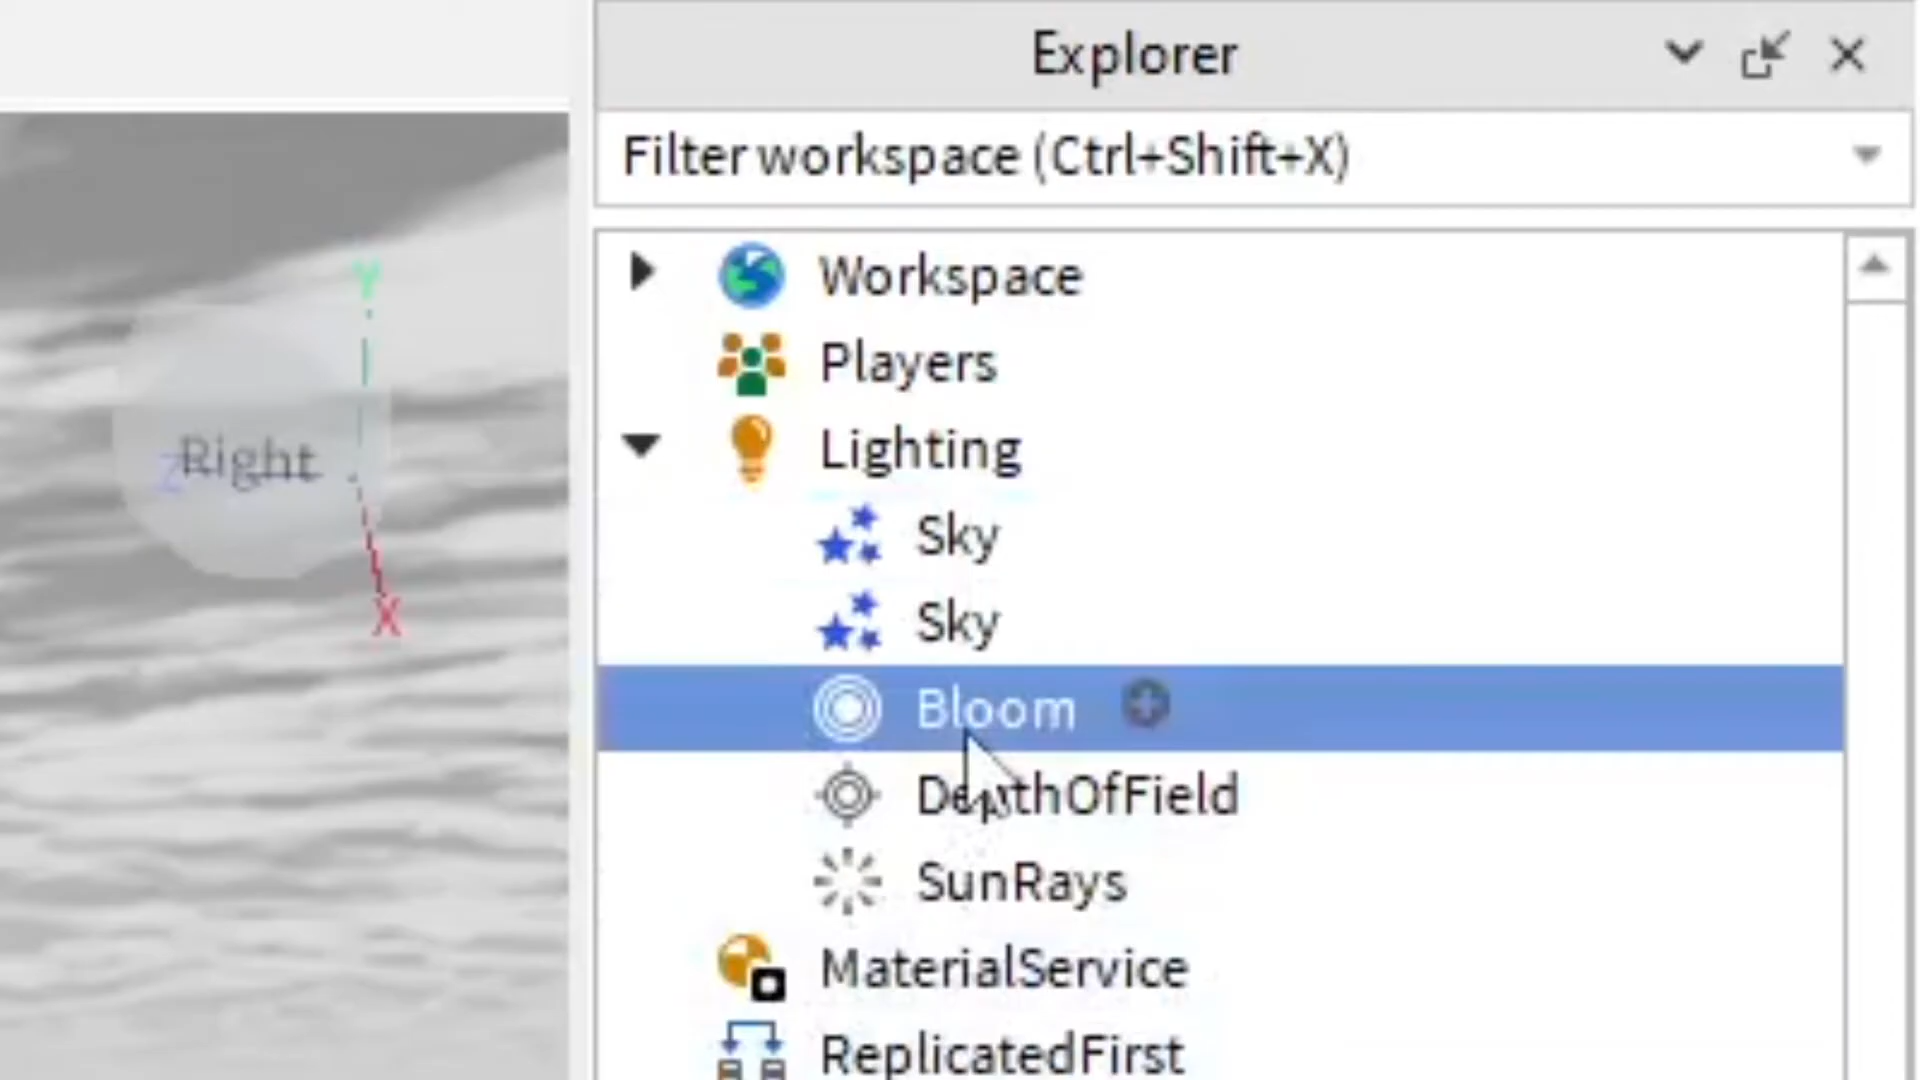 Explorer
Filter workspace (Ctrl+Shift+X)
Workspace
Players
Lighting
Sky
Sky
Bloom
DepthOfField
SunRays
MaterialService
ReplicatedFirst
Y
Z
Right
X